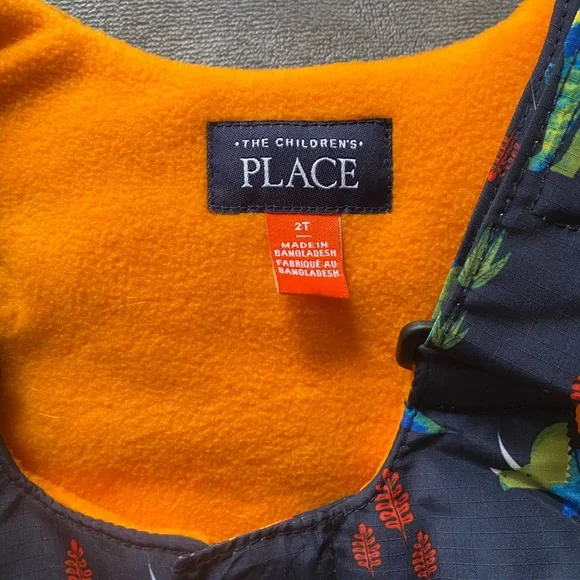 ·THE CHILDREN'S·
PLACE
2T
MADE IN
BANGLADESH
FABRIQUÉ AU
BANGLADESH